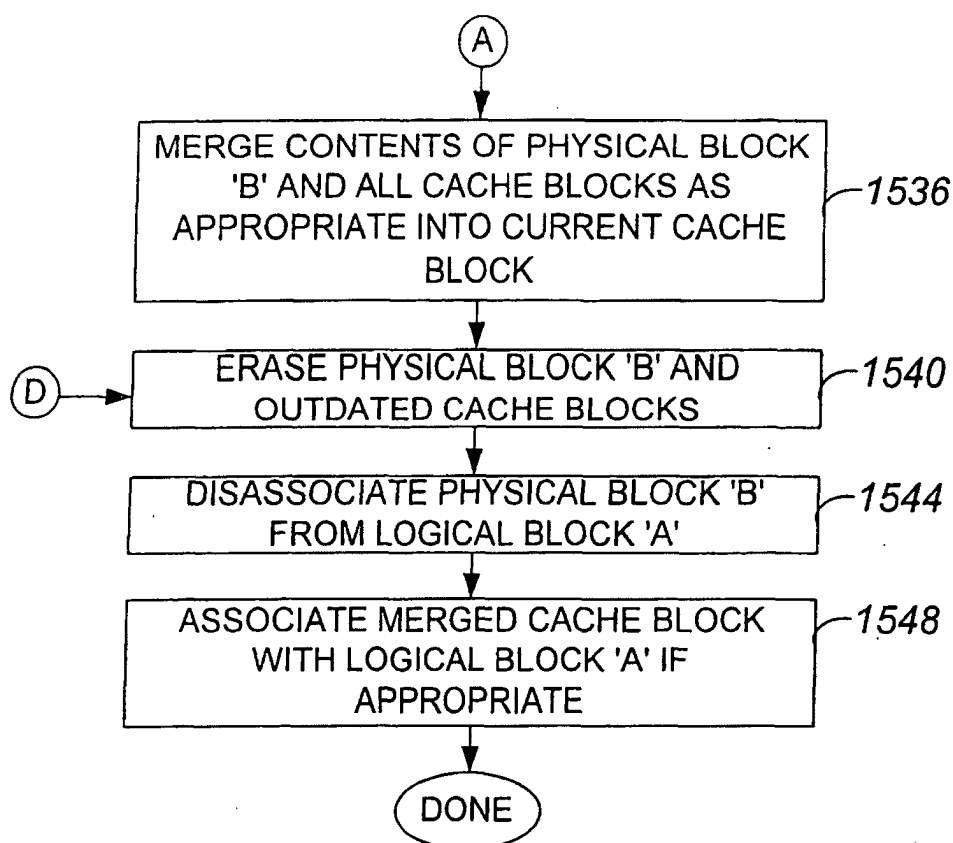 A
MERGE CONTENTS OF PHYSICAL BLOCK
'B' AND ALL CACHE BLOCKS AS
APPROPRIATE INTO CURRENT CACHE
BLOCK
1536
D
ERASE PHYSICAL BLOCK 'B' AND
OUTDATED CACHE BLOCKS
1540
DISASSOCIATE PHYSICAL BLOCK 'B'
FROM LOGICAL BLOCK 'A'
1544
ASSOCIATE MERGED CACHE BLOCK
WITH LOGICAL BLOCK 'A' IF
APPROPRIATE
1548
DONE